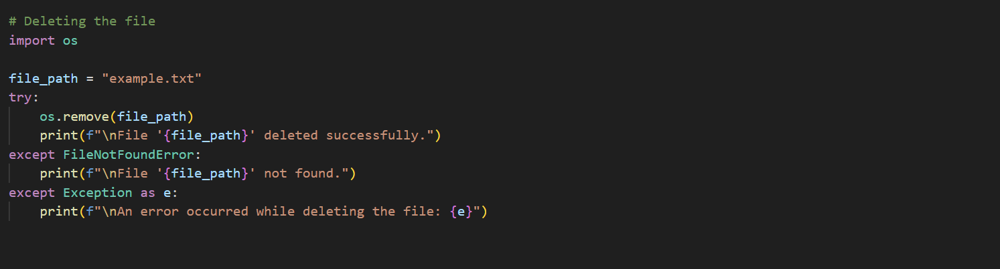 # Deleting the file
import os
file_path = "example.txt"
try:
    os.remove(file_path)
    print(f"\nFile '{file_path}' deleted successfully.")
except FileNotFoundError:
    print(f"\nFile '{file_path}' not found.")
except Exception as e:
    print(f"\nAn error occurred while deleting the file: {e}")